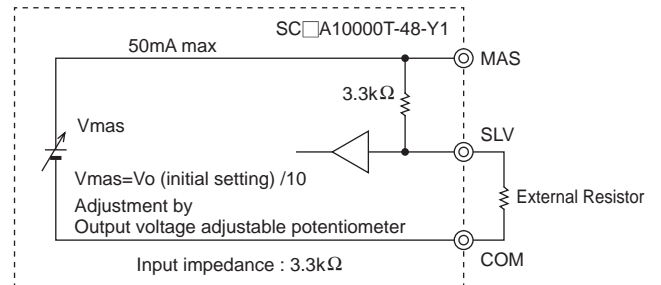 SC□A10000T-48-Y1
50mA max
MAS
3.3kΩ
Vmas
SLV
Vmas=Vo (initial setting) /10
Adjustment by
Output voltage adjustable potentiometer
External Resistor
COM
Input impedance : 3.3kΩ